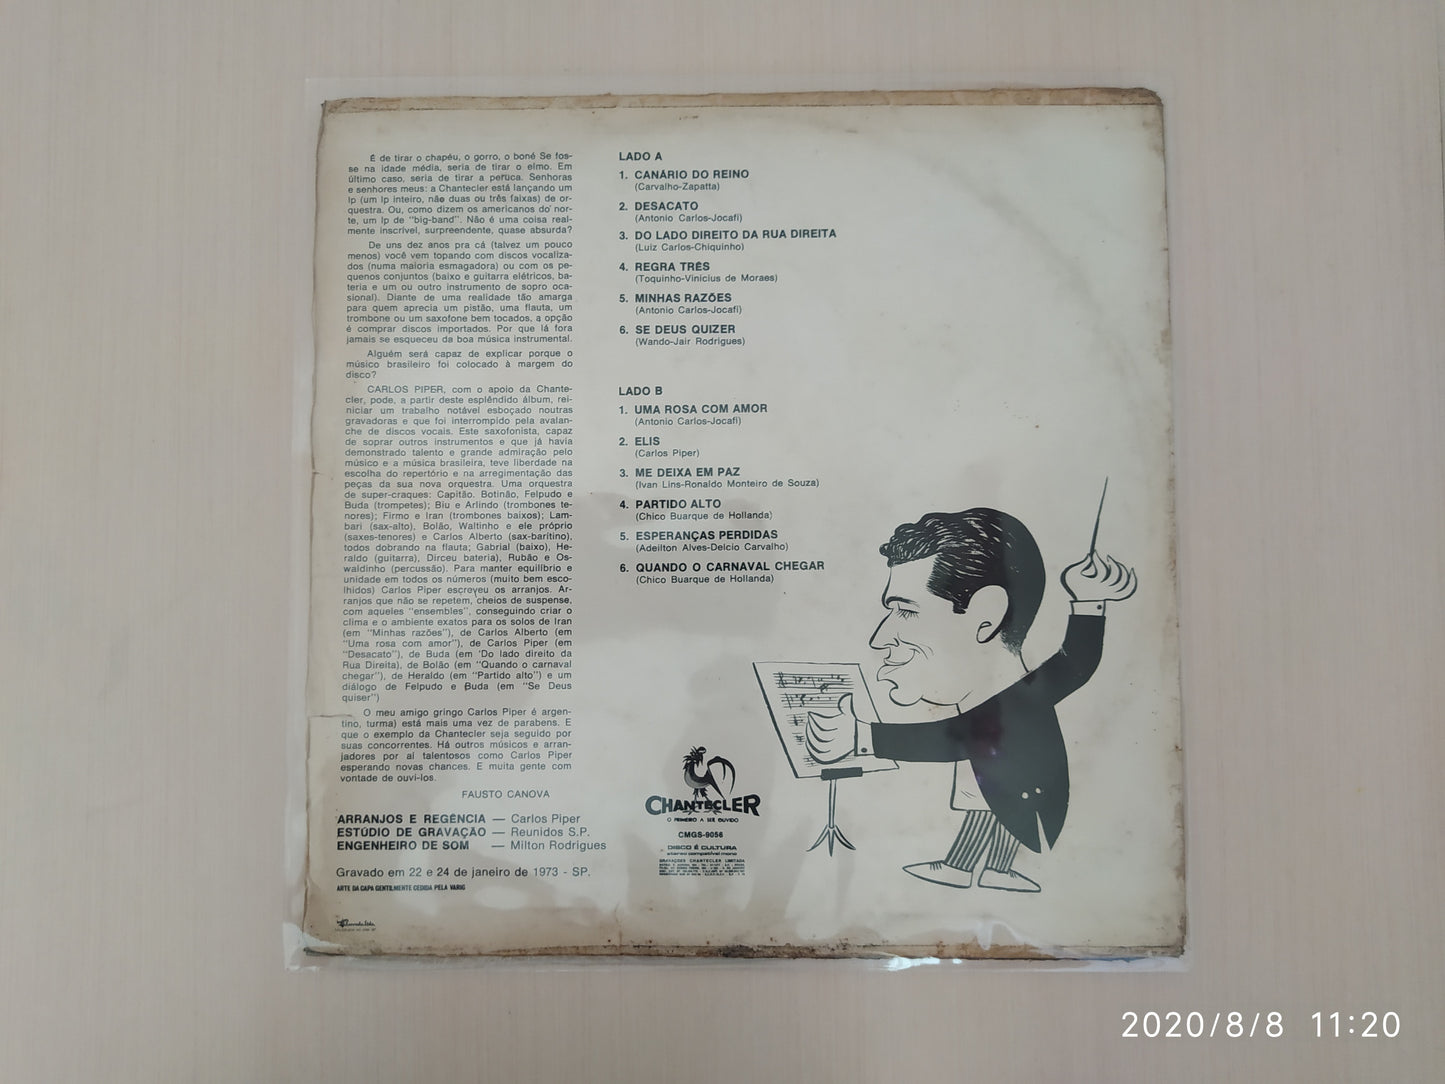 É de tirar o chapéu, o gorro, o boné Se fos-
se na idade média, seria de tirar o elmo. Em
último caso, seria de tirar a peruca. Senhoras
e senhores meus: a Chantecler está lançando um
lp (um lp inteiro, não duas ou três faixas) de or-
questra. Ou, como dizem os americanos do nor-
te, um lp de "big-band". Não é uma coisa real-
mente inscrível, surpreendente, quase absurda?
De uns dez anos pra cá (talvez um pouco
menos) você vem topando com discos vocaliza-
dos (numa maioria esmagadora) ou com os pe-
quenos conjuntos (baixo e guitarra elétricos, ba-
teria e um ou outro instrumento de sopro oca-
sional). Diante de uma realidade tão amarga
para quem aprecia um pistão, uma flauta, um
trombone ou um saxofone bem tocados, a opção
é comprar discos importados. Por que lá fora
jamais se esqueceu da boa música instrumental.
Alguém será capaz de explicar porque o
músico brasileiro foi colocado à margem do
disco?
CARLOS PIPER, com o apoio da Chante-
cler, pode, a partir deste esplêndido álbum, rei-
niciar um trabalho notável esboçado noutras
gravadoras e que foi interrompido pela avalan-
che de discos vocais. Este saxofonista, capaz
de soprar outros instrumentos e que já havia
demonstrado talento e grande admiração pelo
músico e a música brasileira, teve liberdade na
escolha do repertório e na arregimentação das
peças da sua nova orquestra. Uma orquestra
de super-craques: Capitão. Botinão, Felpudo e
Buda (trompetes); Biu e Arlindo (trombones te-
nores); Firmo e Iran (trombones baixos); Lam-
bari (sax-alto), Bolão, Waltinho e ele próprio
(saxes-tenores) e Carlos Alberto (sax-barítino),
todos dobrando na flauta; Gabrial (baixo), He-
raldo (guitarra), Dirceu bateria), Rubão e Os-
waldinho (percussão). Para manter equilíbrio e
unidade em todos os números (muito bem esco-
lhidos) Carlos Piper escreveu os arranjos. Ar-
ranjos que não se repetem, cheios de suspense,
com aqueles "ensembles", conseguindo criar o
clima e o ambiente exatos para os solos de Iran
(em "Minhas razões"), de Carlos Alberto (em
"Uma rosa com amor"), de Carlos Piper (em
"Desacato"), de Buda (em 'Do lado direito da
Rua Direita), de Bolão (em "Quando o carnaval
chegar"), de Heraldo (em "Partido alto") e um
diálogo de Felpudo e Buda (em "Se Deus
quiser")
O meu amigo gringo Carlos Piper é argen-
tino, turma) está mais uma vez de parabens. E
que o exemplo da Chantecler seja seguido por
suas concorrentes. Há outros músicos e arran-
jadores por aí talentosos como Carlos Piper
esperando novas chances. E muita gente com
vontade de ouví-los.
FAUSTO CANOVA
ARRANJOS E REGÊNCIA — Carlos Piper
ESTÚDIO DE GRAVAÇÃO — Reunidos S.P.
ENGENHEIRO DE SOM — Milton Rodrigues
Gravado em 22 e 24 de janeiro de 1973 - SP.
ARTE DA CAPA GENTILMENTE CEDIDA PELA VARIG
LADO A
1. CANÁRIO DO REINO
(Carvalho-Zapatta)
2. DESACATO
(Antonio Carlos-Jocafi)
3. DO LADO DIREITO DA RUA DIREITA
(Luiz Carlos-Chiquinho)
4. REGRA TRÊS
(Toquinho-Vinicius de Moraes)
5. MINHAS RAZÕES
(Antonio Carlos-Jocafi)
6. SE DEUS QUIZER
(Wando-Jair Rodrigues)
LADO B
1. UMA ROSA COM AMOR
(Antonio Carlos-Jocafi)
2. ELIS
(Carlos Piper)
3. ME DEIXA EM PAZ
(Ivan Lins-Ronaldo Monteiro de Souza)
4. PARTIDO ALTO
(Chico Buarque de Hollanda)
5. ESPERANÇAS PERDIDAS
(Adeilton Alves-Delcio Carvalho)
6. QUANDO O CARNAVAL CHEGAR
(Chico Buarque de Hollanda)
CHANTECLER
O PRIMEIRO A SER OUVIDO
CMGS-9056
DISCO É CULTURA
stereo compatível mono
GRAVAÇÕES CHANTECLER LIMITADA
2020/8/8 11:20